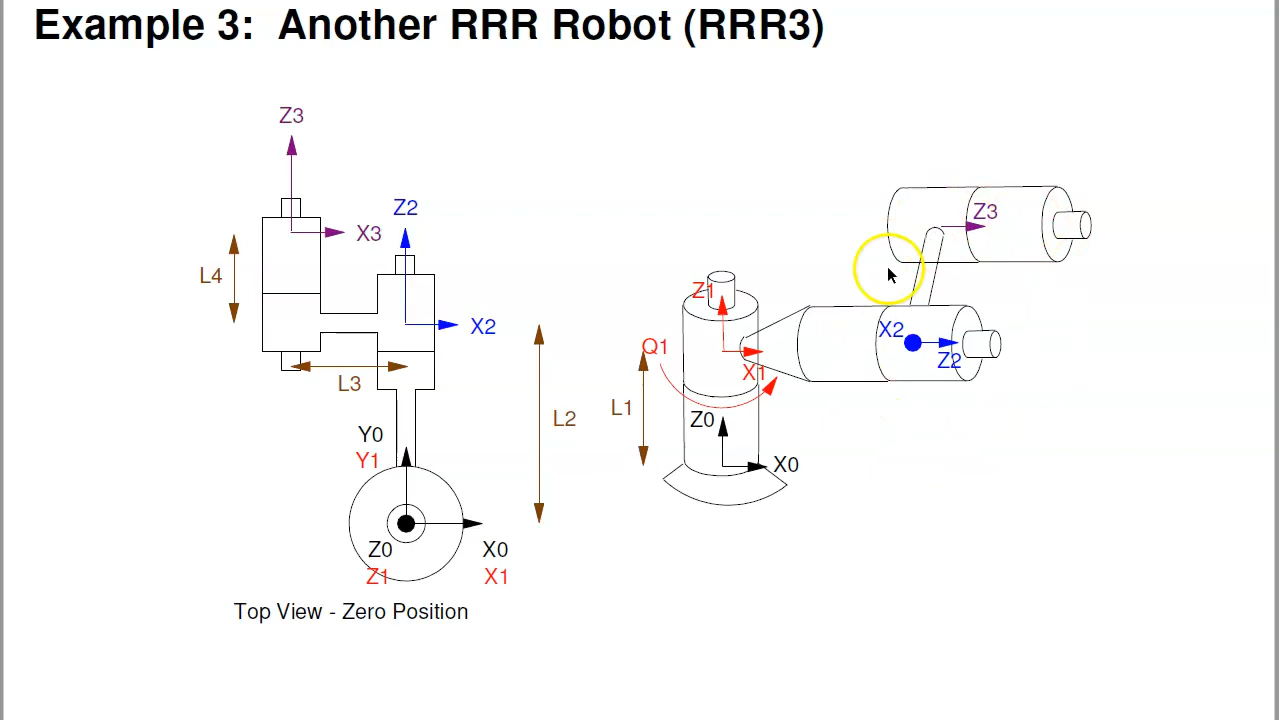 Example 3:  Another RRR Robot (RRR3)
Z3
Z2
X3
L4
X2
L3
L2
Y0
Y1
Z0
X0
Z1
X1
Top View - Zero Position
Z3
Z1
X2
Q1
Z2
X1
L1
Z0
X0